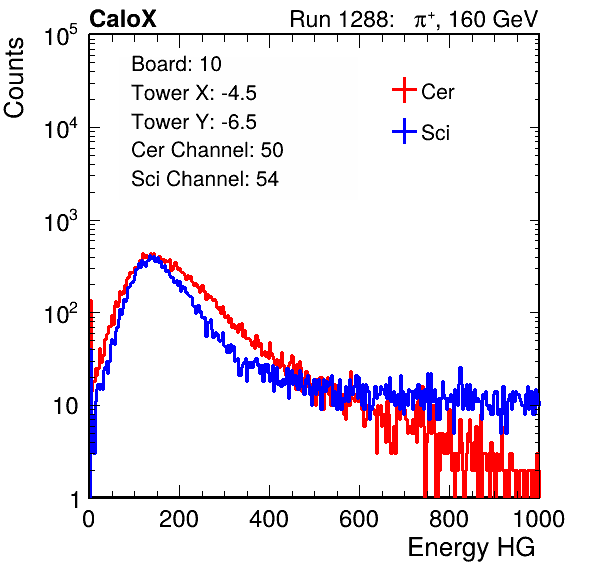 CaloX Run 1288: π⁺, 160 GeV
Counts
10⁵
10⁴
10³
10²
10
1
Board: 10
Tower X: -4.5
Tower Y: -6.5
Cer Channel: 50
Sci Channel: 54
Cer
Sci
0 200 400 600 800 1000
Energy HG